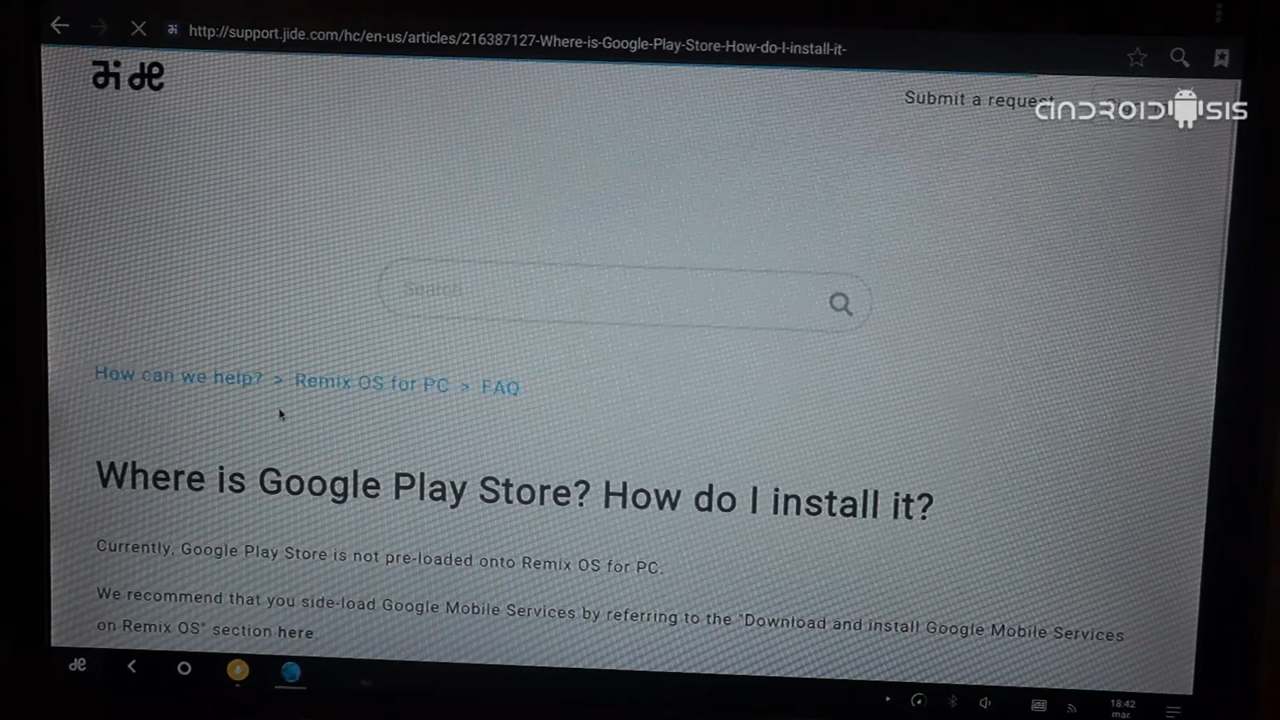 http://support.jide.com/hc/en-us/articles/216387127-Where-is-Google-Play-Store-How-do-I-install-it-
Jide
Submit a request
ANDROIDSIS
Search
How can we help? > Remix OS for PC > FAQ
Where is Google Play Store? How do I install it?
Currently, Google Play Store is not pre-loaded onto Remix OS for PC.
We recommend that you side-load Google Mobile Services by referring to the "Download and install Google Mobile Services
on Remix OS" section here.
18:42
mar.